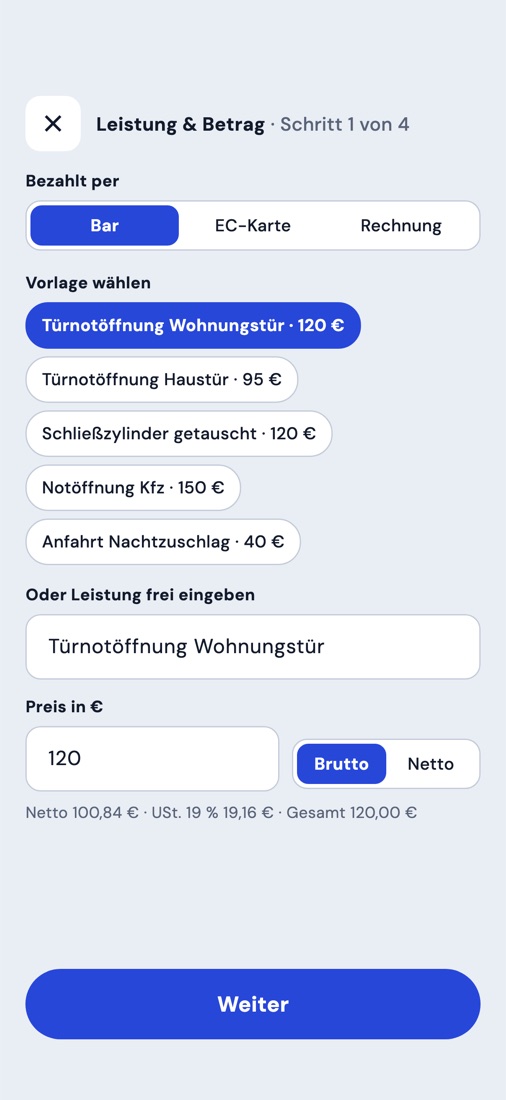 Leistung & Betrag · Schritt 1 von 4
Bezahlt per
Bar EC-Karte Rechnung
Vorlage wählen
Türnotöffnung Wohnungstür · 120 €
Türnotöffnung Haustür · 95 €
Schließzylinder getauscht · 120 €
Notöffnung Kfz · 150 €
Anfahrt Nachtzuschlag · 40 €
Oder Leistung frei eingeben
Türnotöffnung Wohnungstür
Preis in €
120 Brutto Netto
Netto 100,84 € · USt. 19 % 19,16 € · Gesamt 120,00 €
Weiter